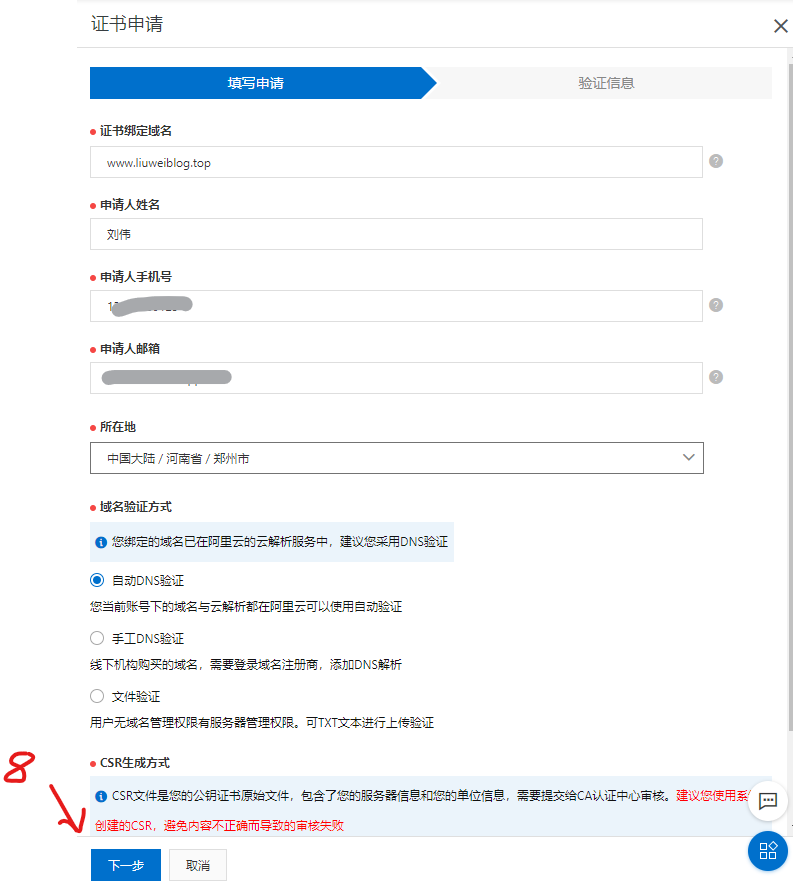 证书申请
填写申请
验证信息
证书绑定域名
www.liuweiblog.top
申请人姓名
刘伟
申请人手机号
申请人邮箱
所在地
中国大陆 / 河南省 / 郑州市
域名验证方式
您绑定的域名已在阿里云的云解析服务中，建议您采用DNS验证
自动DNS验证
您当前账号下的域名与云解析都在阿里云可以使用自动验证
手工DNS验证
线下机构购买的域名，需要登录域名注册商，添加DNS解析
文件验证
用户无域名管理权限有服务器管理权限。可TXT文本进行上传验证
CSR生成方式
8
CSR文件是您的公钥证书原始文件，包含了您的服务器信息和您的单位信息，需要提交给CA认证中心审核。建议您使用系
创建的CSR，避免内容不正确而导致的审核失败
下一步
取消